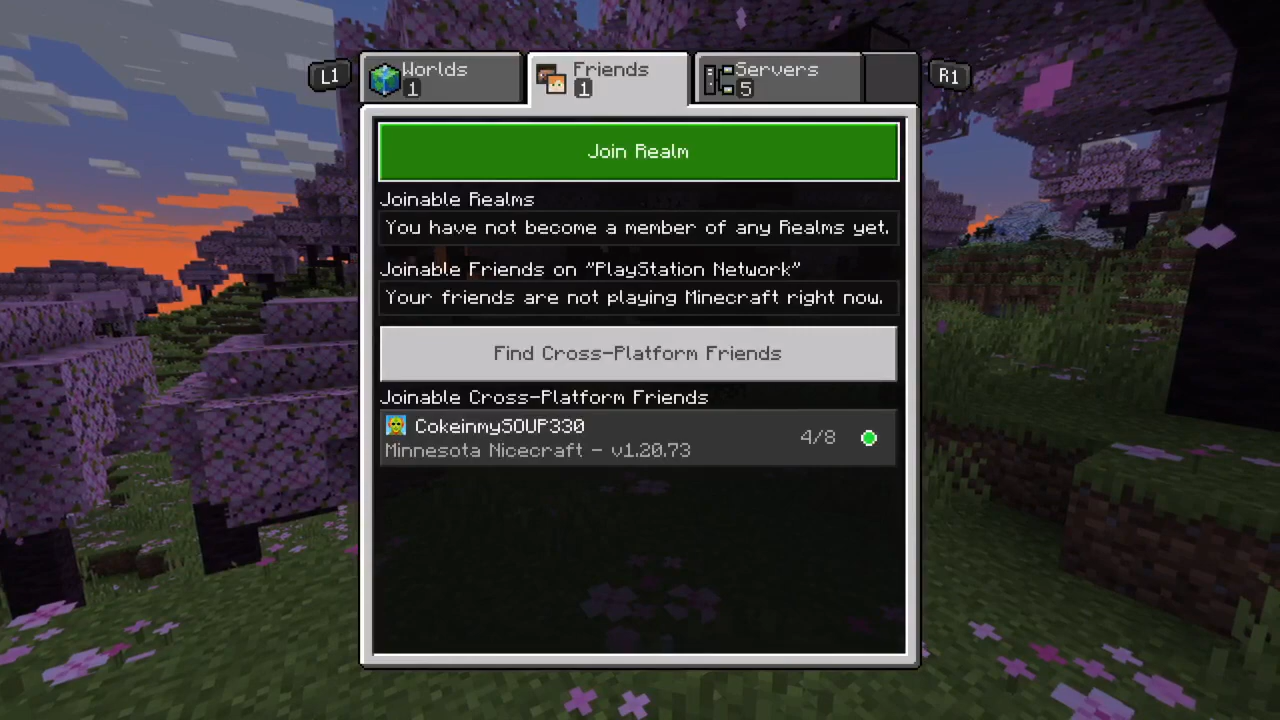 L1
Worlds
1
Friends
1
Servers
5
R1
Join Realm
Joinable Realms
You have not become a member of any Realms yet.
Joinable Friends on "PlayStation Network"
Your friends are not playing Minecraft right now.
Find Cross-Platform Friends
Joinable Cross-Platform Friends
CokeinmySOUP330
Minnesota Nicecraft - v1.20.73
4/8